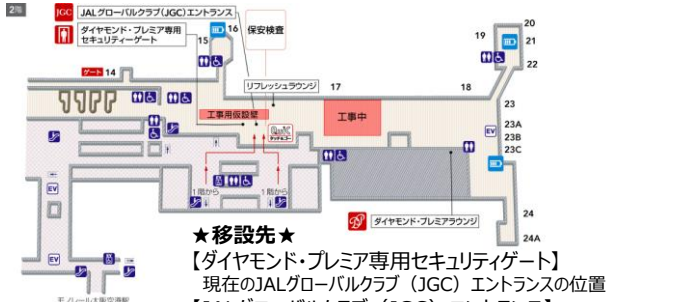 2階
JGC JALグローバルクラブ(JGC)エントランス
ダイヤモンド・プレミア専用
セキュリティーゲート
15
16
保安検査
20
19
21
22
ゲート 14
リフレッシュラウンジ
17
18
工事用仮設壁
工事中
23
23A
23B
23C
EV
1階から
1階から
EV
ダイヤモンド・プレミアラウンジ
24
24A
EV
★移設先★
【ダイヤモンド・プレミア専用セキュリティゲート】
現在のJALグローバルクラブ（JGC）エントランスの位置